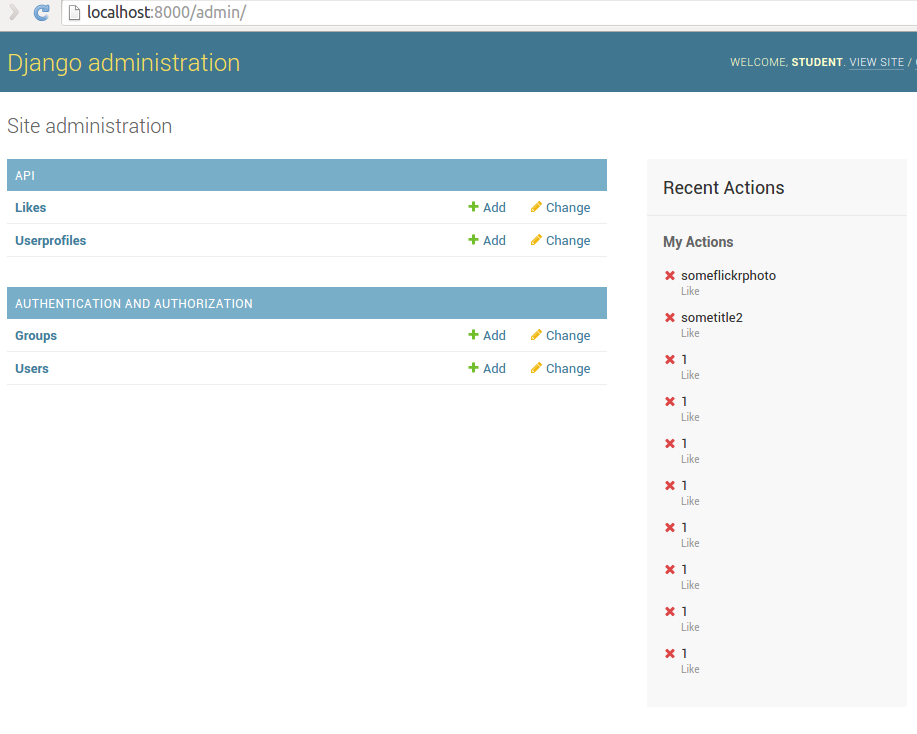 localhost:8000/admin/
Django administration
WELCOME, STUDENT. VIEW SITE /
Site administration
API
Likes Add Change
Userprofiles Add Change
AUTHENTICATION AND AUTHORIZATION
Groups Add Change
Users Add Change
Recent Actions
My Actions
someflickrphoto
Like
sometitle2
Like
1
Like
1
Like
1
Like
1
Like
1
Like
1
Like
1
Like
1
Like